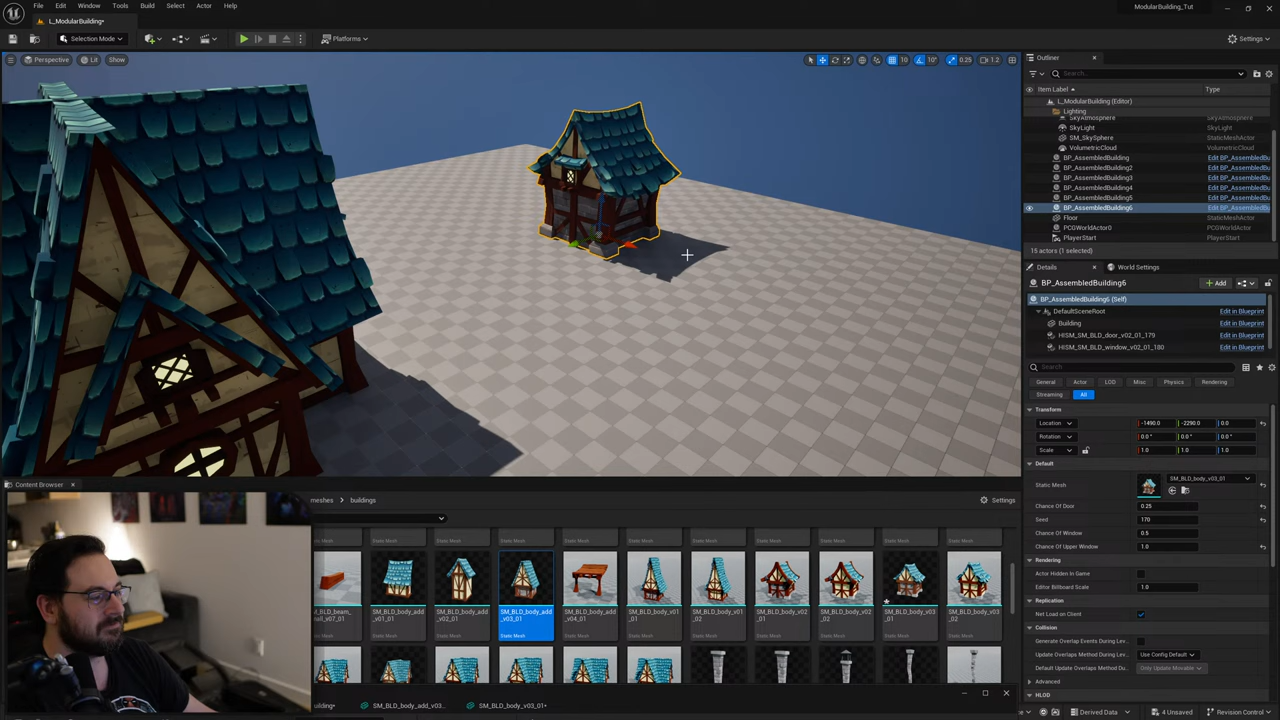 File Edit Window Tools Build Select Actor Help
ModularBuilding_Tut
L_ModularBuilding•
Selection Mode
Platforms
Settings
Perspective
Lit
Show
10
10°
0.25
1.2
Outliner
Search...
Item Label
Type
L_ModularBuilding (Editor)
Lighting
SkyAtmosphere SkyAtmosphere
SkyLight SkyLight
SM_SkySphere StaticMeshActor
VolumetricCloud VolumetricCloud
BP_AssembledBuilding Edit BP_AssembledBu
BP_AssembledBuilding2 Edit BP_AssembledBu
BP_AssembledBuilding3 Edit BP_AssembledBu
BP_AssembledBuilding4 Edit BP_AssembledBu
BP_AssembledBuilding5 Edit BP_AssembledBu
BP_AssembledBuilding6 Edit BP_AssembledBu
Floor StaticMeshActor
PCGWorldActor0 PCGWorldActor
PlayerStart PlayerStart
15 actors (1 selected)
Details
World Settings
BP_AssembledBuilding6
+ Add
BP_AssembledBuilding6 (Self)
DefaultSceneRoot Edit in Blueprint
Building Edit in Blueprint
HISM_SM_BLD_door_v02_01_179 Edit in Blueprint
HISM_SM_BLD_window_v02_01_180 Edit in Blueprint
Search
General
Actor
LOD
Misc
Physics
Rendering
Streaming
All
Transform
Location -1490.0 -2290.0 0.0
Rotation 0.0 ° 0.0 ° 0.0 °
Scale 1.0 1.0 1.0
Default
Static Mesh SM_BLD_body_v03_01
Chance Of Door 0.25
Seed 170
Chance Of Window 0.5
Chance Of Upper Window 1.0
Rendering
Actor Hidden In Game
Editor Billboard Scale 1.0
Replication
Net Load on Client
Collision
Generate Overlap Events During Lev...
Update Overlaps Method During Lev... Use Config Default
Default Update Overlaps Method Du... Only Update Movable
Advanced
HLOD
Content Browser
meshes
buildings
Settings
Static Mesh
SM_BLD_body_add
_v01_01
Static Mesh
SM_BLD_body_add
_v02_01
Static Mesh
SM_BLD_body_add
_v03_01
Static Mesh
SM_BLD_body_add
_v04_01
Static Mesh
SM_BLD_body_v01
_01
Static Mesh
SM_BLD_body_v01
_02
Static Mesh
SM_BLD_body_v02
_01
Static Mesh
SM_BLD_body_v02
_02
Static Mesh
SM_BLD_body_v03
_01
Static Mesh
SM_BLD_body_v03
_02
Static Mesh
SM_BLD_body_add_v03...
SM_BLD_body_v03_01•
Derived Data
4 Unsaved
Revision Control